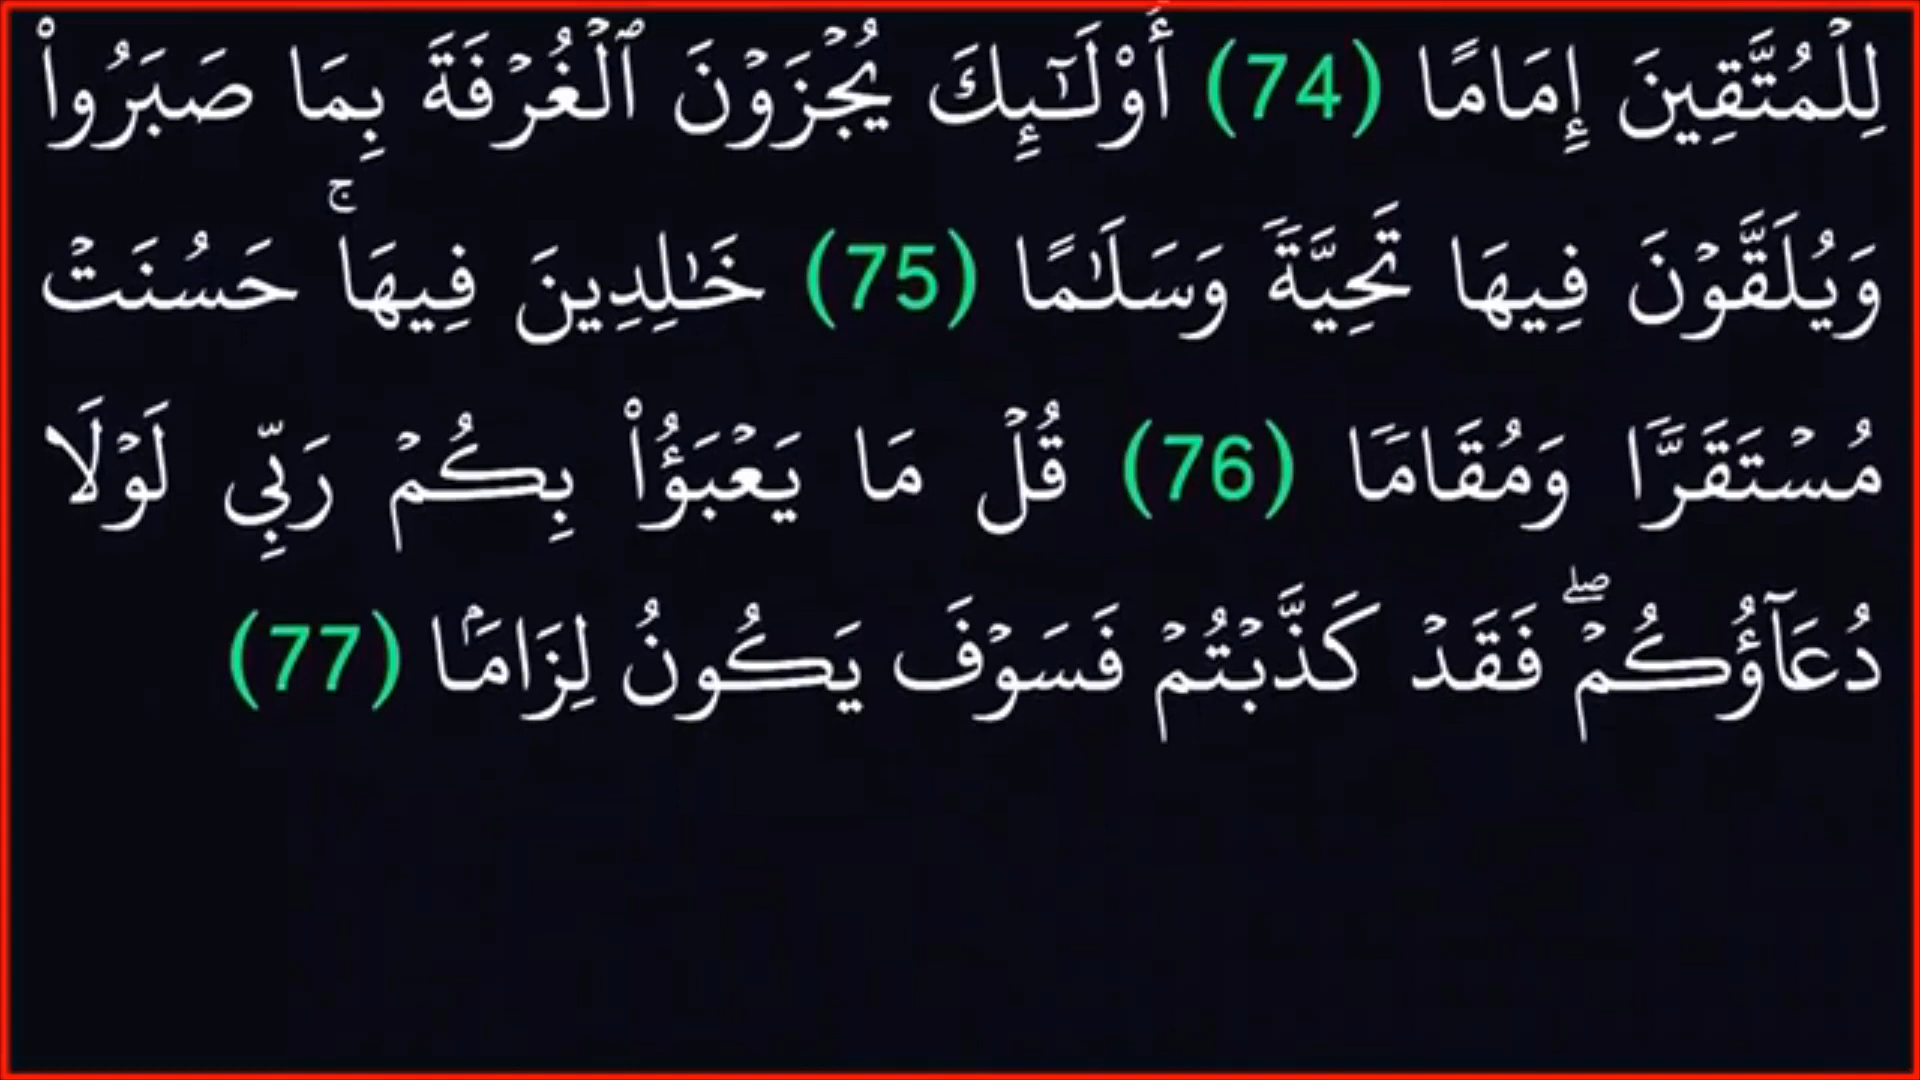 لِلۡمُتَّقِينَ إِمَامًا (74) أُوْلَـٰٓئِكَ يُجۡزَوۡنَ ٱلۡغُرۡفَةَ بِمَا صَبَرُواْ
وَيُلَقَّوۡنَ فِيهَا تَحِيَّةٗ وَسَلَـٰمًا (75) خَـٰلِدِينَ فِيهَاۚ حَسُنَتۡ
مُسۡتَقَرّٗا وَمُقَامٗا (76) قُلۡ مَا يَعۡبَؤُاْ بِكُمۡ رَبِّي لَوۡلَا
دُعَآؤُكُمۡۖ فَقَدۡ كَذَّبۡتُمۡ فَسَوۡفَ يَكُونُ لِزَامَۢا (77)